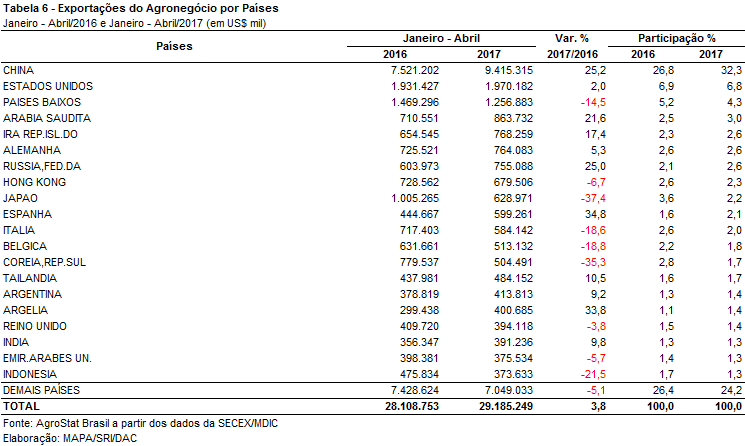 Tabela 6 - Exportações do Agronegócio por Países
Janeiro - Abril/2016 e Janeiro - Abril/2017 (em US$ mil)
Países Janeiro - Abril Var. % Participação %
2016 2017 2017/2016 2016 2017
CHINA 7.521.202 9.415.315 25,2 26,8 32,3
ESTADOS UNIDOS 1.931.427 1.970.182 2,0 6,9 6,8
PAISES BAIXOS 1.469.296 1.256.883 -14,5 5,2 4,3
ARABIA SAUDITA 710.551 863.732 21,6 2,5 3,0
IRA REP.ISL.DO 654.545 768.259 17,4 2,3 2,6
ALEMANHA 725.521 764.083 5,3 2,6 2,6
RUSSIA,FED.DA 603.973 755.088 25,0 2,1 2,6
HONG KONG 728.562 679.506 -6,7 2,6 2,3
JAPAO 1.005.265 628.971 -37,4 3,6 2,2
ESPANHA 444.667 599.261 34,8 1,6 2,1
ITALIA 717.403 584.142 -18,6 2,6 2,0
BELGICA 631.661 513.132 -18,8 2,2 1,8
COREIA,REP.SUL 779.537 504.491 -35,3 2,8 1,7
TAILANDIA 437.981 484.152 10,5 1,6 1,7
ARGENTINA 378.819 413.813 9,2 1,3 1,4
ARGELIA 299.438 400.685 33,8 1,1 1,4
REINO UNIDO 409.720 394.118 -3,8 1,5 1,4
INDIA 356.347 391.236 9,8 1,3 1,3
EMIR.ARABES UN. 398.381 375.534 -5,7 1,4 1,3
INDONESIA 475.834 373.633 -21,5 1,7 1,3
DEMAIS PAÍSES 7.428.624 7.049.033 -5,1 26,4 24,2
TOTAL 28.108.753 29.185.249 3,8 100,0 100,0
Fonte: AgroStat Brasil a partir dos dados da SECEX/MDIC
Elaboração: MAPA/SRI/DAC